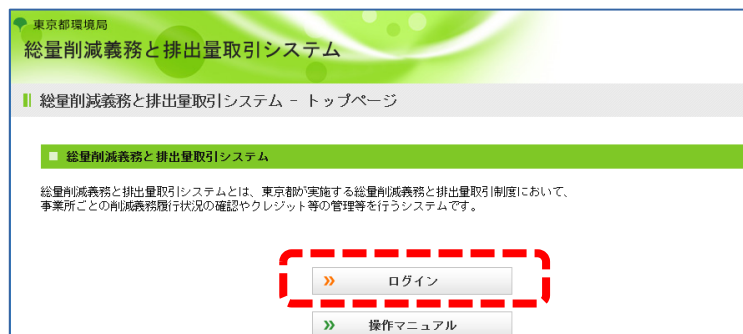 東京都環境局
総量削減義務と排出量取引システム
総量削減義務と排出量取引システム - トップページ
総量削減義務と排出量取引システム
総量削減義務と排出量取引システムとは、東京都が実施する総量削減義務と排出量取引制度において、
事業所ごとの削減義務履行状況の確認やクレジット等の管理等を行うシステムです。
ログイン
操作マニュアル